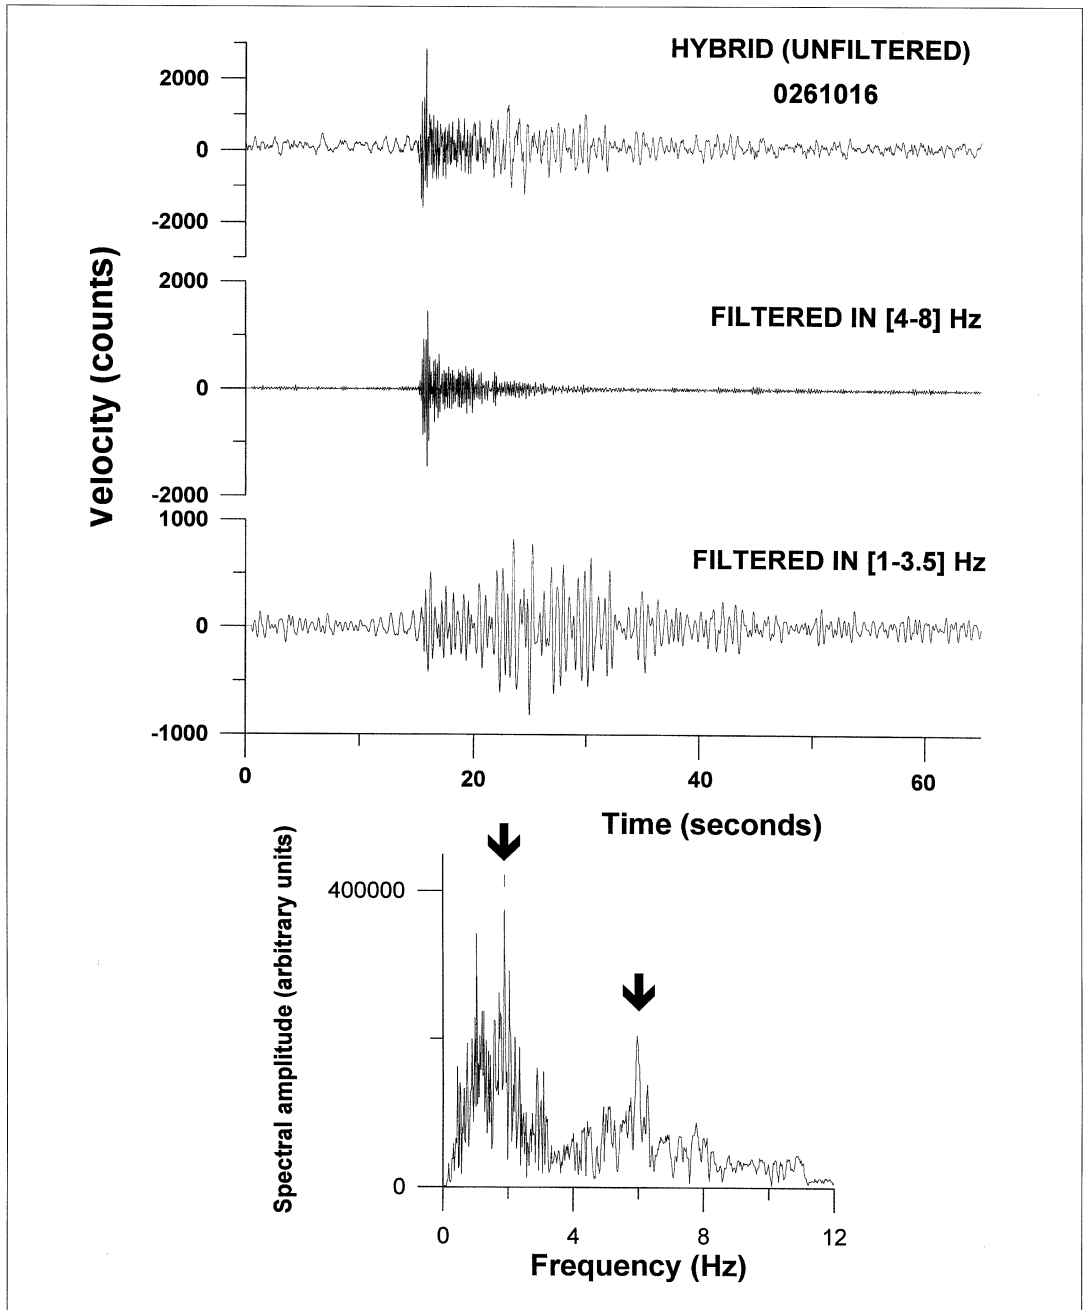 HYBRID (UNFILTERED)
0261016
2000
0
-2000
Velocity (counts)
2000
FILTERED IN [4-8] Hz
0
-2000
1000
FILTERED IN [1-3.5] Hz
0
-1000
0
20
40
60
Time (seconds)
Spectral amplitude (arbitrary units)
400000
0
0
4
8
12
Frequency (Hz)